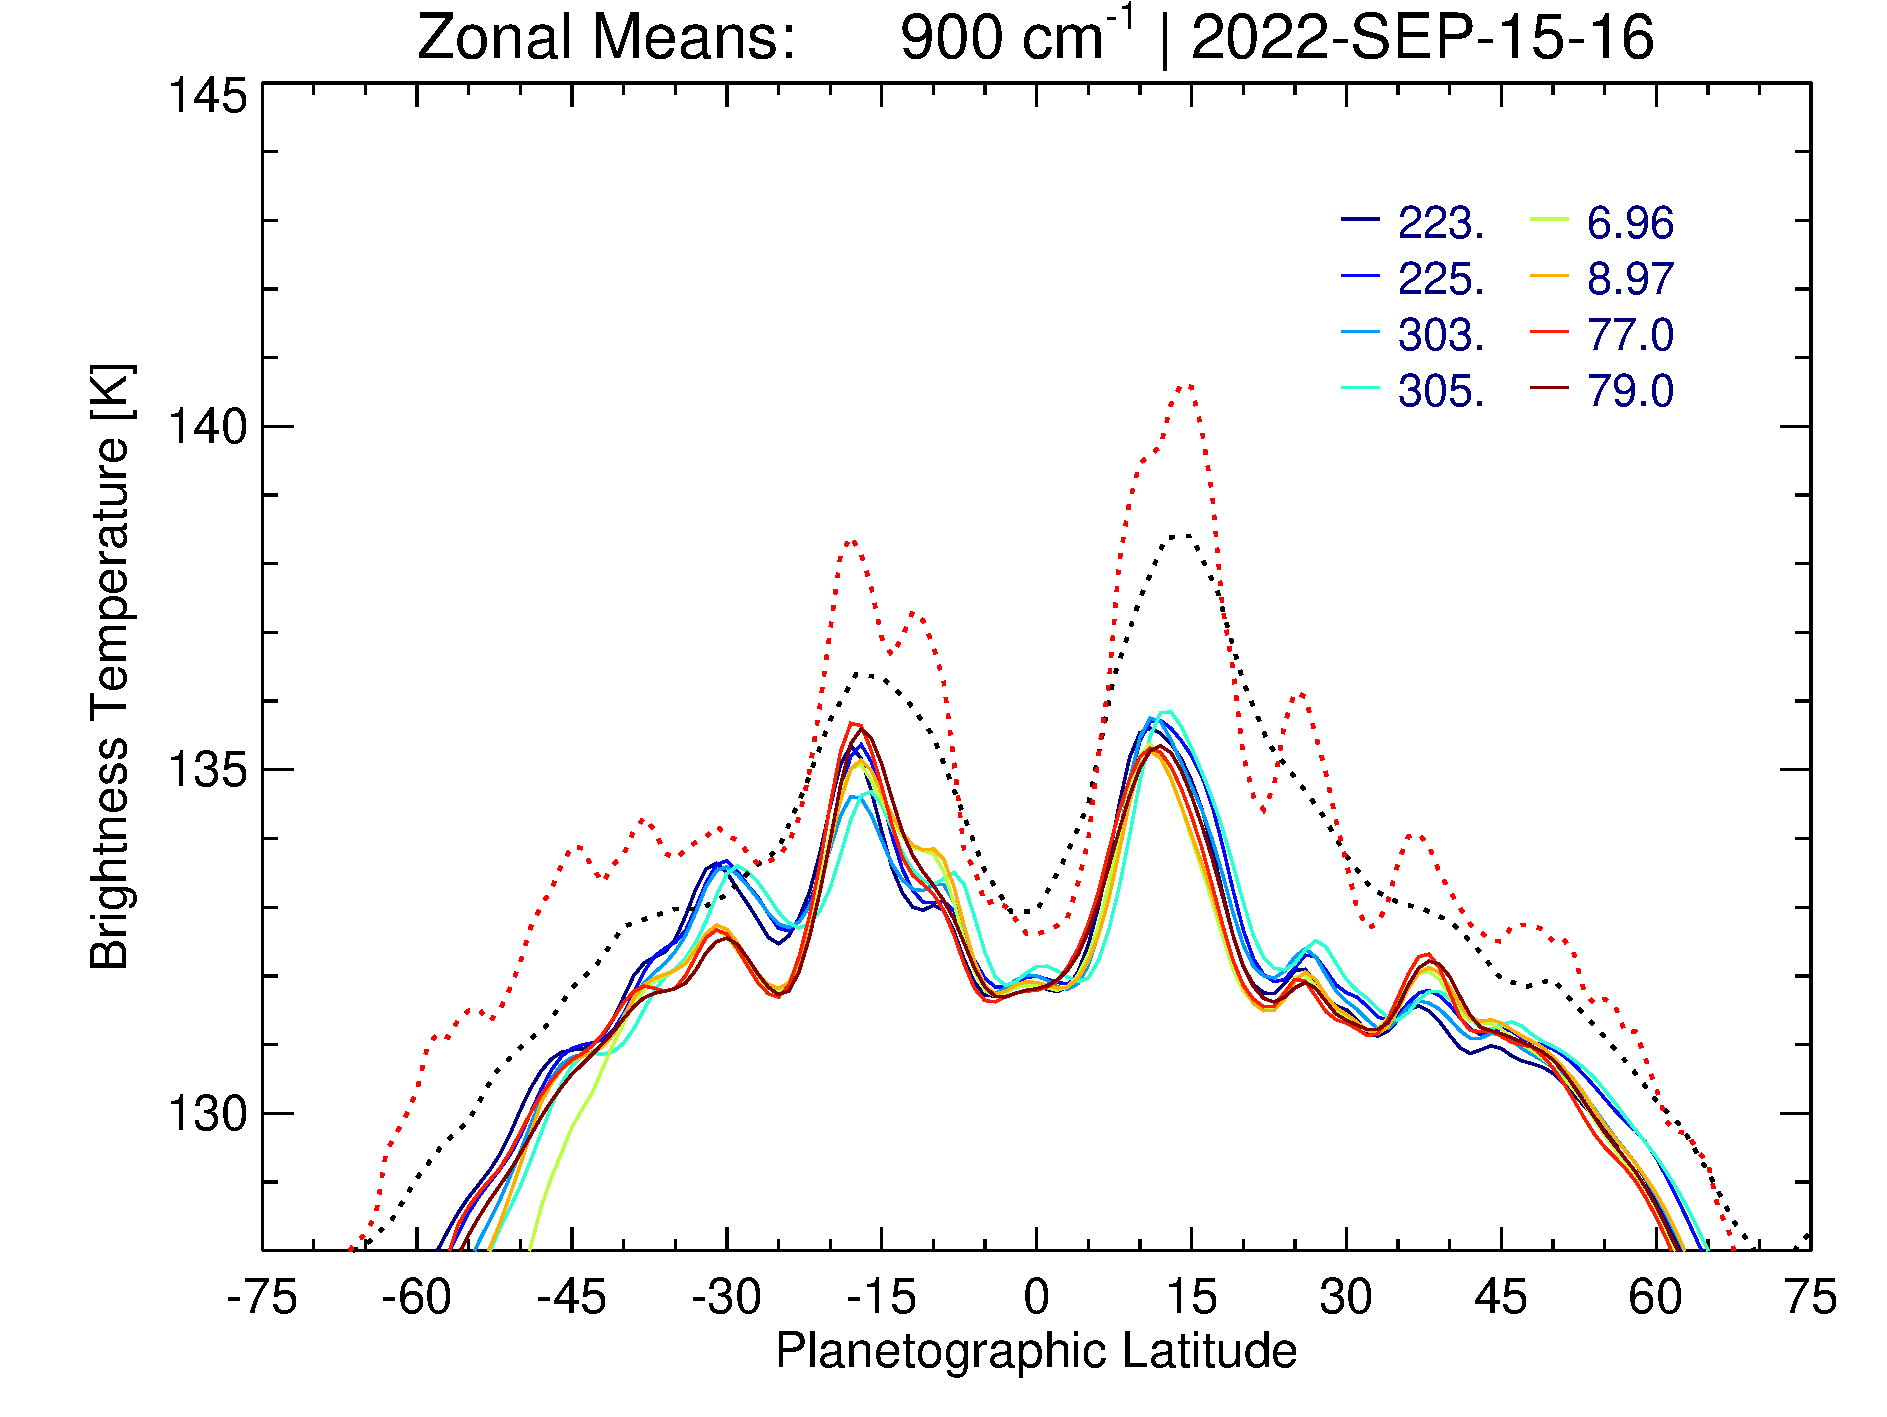 Zonal Means: 900 cm⁻¹ | 2022-SEP-15-16
145
140
135
130
Brightness Temperature [K]
223. 6.96
225. 8.97
303. 77.0
305. 79.0
-75 -60 -45 -30 -15 0 15 30 45 60 75
Planetographic Latitude